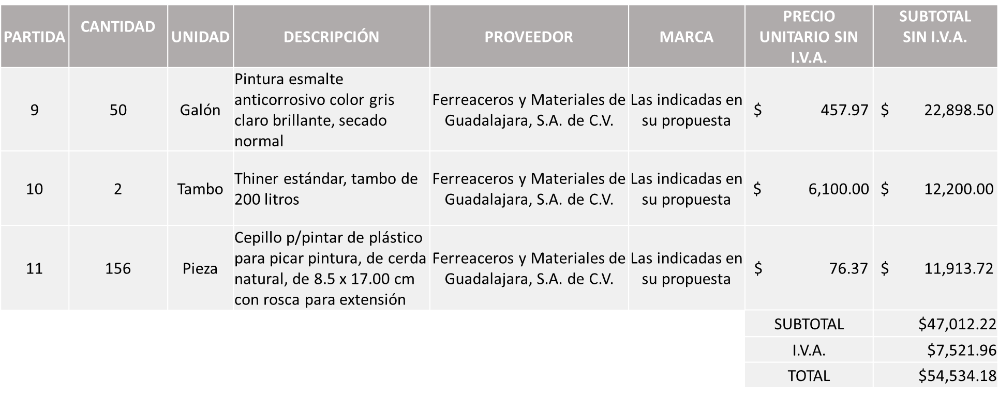 PARTIDA CANTIDAD UNIDAD DESCRIPCIÓN PROVEEDOR MARCA PRECIO UNITARIO SIN I.V.A. SUBTOTAL SIN I.V.A.
9 50 Galón Pintura esmalte anticorrosivo color gris claro brillante, secado normal Ferreaceros y Materiales de Guadalajara, S.A. de C.V. Las indicadas en su propuesta $ 457.97 $ 22,898.50
10 2 Tambo Thiner estándar, tambo de 200 litros Ferreaceros y Materiales de Guadalajara, S.A. de C.V. Las indicadas en su propuesta $ 6,100.00 $ 12,200.00
11 156 Pieza Cepillo p/pintar de plástico para picar pintura, de cerda natural, de 8.5 x 17.00 cm con rosca para extensión Ferreaceros y Materiales de Guadalajara, S.A. de C.V. Las indicadas en su propuesta $ 76.37 $ 11,913.72
SUBTOTAL $47,012.22
I.V.A. $7,521.96
TOTAL $54,534.18